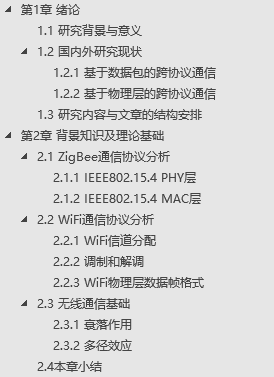 第1章 绪论
1.1 研究背景与意义
1.2 国内外研究现状
1.2.1 基于数据包的跨协议通信
1.2.2 基于物理层的跨协议通信
1.3 研究内容与文章的结构安排
第2章 背景知识及理论基础
2.1 ZigBee通信协议分析
2.1.1 IEEE802.15.4 PHY层
2.1.2 IEEE802.15.4 MAC层
2.2 WiFi通信协议分析
2.2.1 WiFi信道分配
2.2.2 调制和解调
2.2.3 WiFi物理层数据帧格式
2.3 无线通信基础
2.3.1 衰落作用
2.3.2 多径效应
2.4本章小结